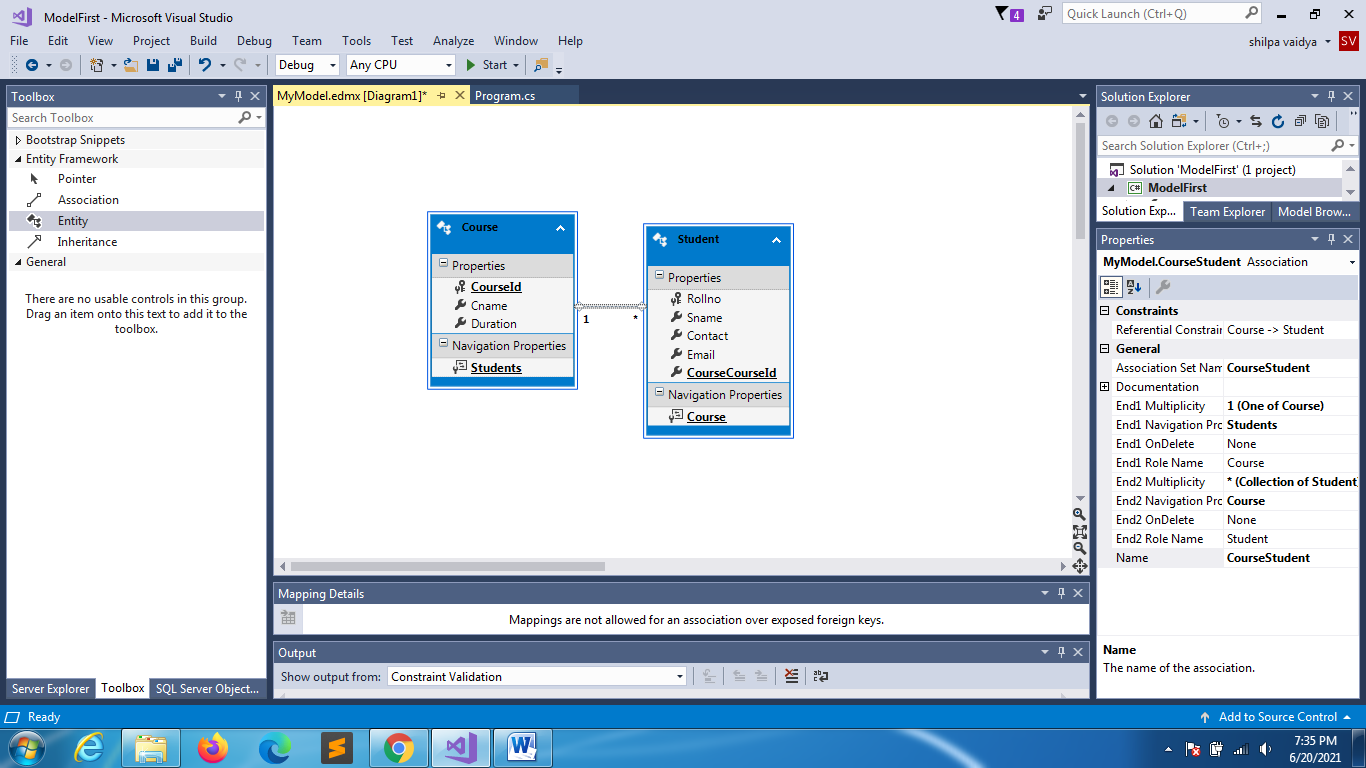 ModelFirst - Microsoft Visual Studio
4
Quick Launch (Ctrl+Q)
File Edit View Project Build Debug Team Tools Test Analyze Window Help
shilpa vaidya
SV
Debug
Any CPU
Start
Toolbox
Search Toolbox
Bootstrap Snippets
Entity Framework
Pointer
Association
Entity
Inheritance
General
There are no usable controls in this group.
Drag an item onto this text to add it to the
toolbox.
Server Explorer Toolbox SQL Server Object...
MyModel.edmx [Diagram1]*
Program.cs
Course
Properties
CourseId
Cname
Duration
Navigation Properties
Students
1 *
Student
Properties
Rollno
Sname
Contact
Email
CourseCourseId
Navigation Properties
Course
Mapping Details
Mappings are not allowed for an association over exposed foreign keys.
Output
Show output from: Constraint Validation
Solution Explorer
Search Solution Explorer (Ctrl+;)
Solution 'ModelFirst' (1 project)
C# ModelFirst
Solution Exp... Team Explorer Model Brow...
Properties
MyModel.CourseStudent Association
Constraints
Referential Constrain Course -> Student
General
Association Set Nam CourseStudent
Documentation
End1 Multiplicity 1 (One of Course)
End1 Navigation Pro Students
End1 OnDelete None
End1 Role Name Course
End2 Multiplicity * (Collection of Student
End2 Navigation Pro Course
End2 OnDelete None
End2 Role Name Student
Name CourseStudent
Name
The name of the association.
Ready
Add to Source Control
7:35 PM
6/20/2021